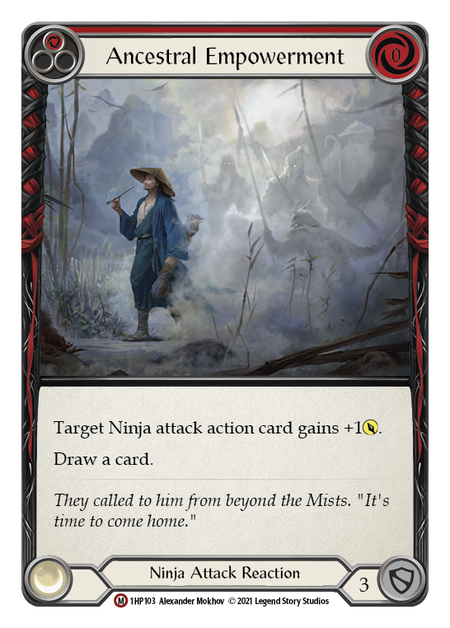 Ancestral Empowerment
0
Target Ninja attack action card gains +1.
Draw a card.
They called to him from beyond the Mists. "It's
time to come home."
Ninja Attack Reaction
3
M 1HP103 Alexander Mokhov © 2021 Legend Story Studios